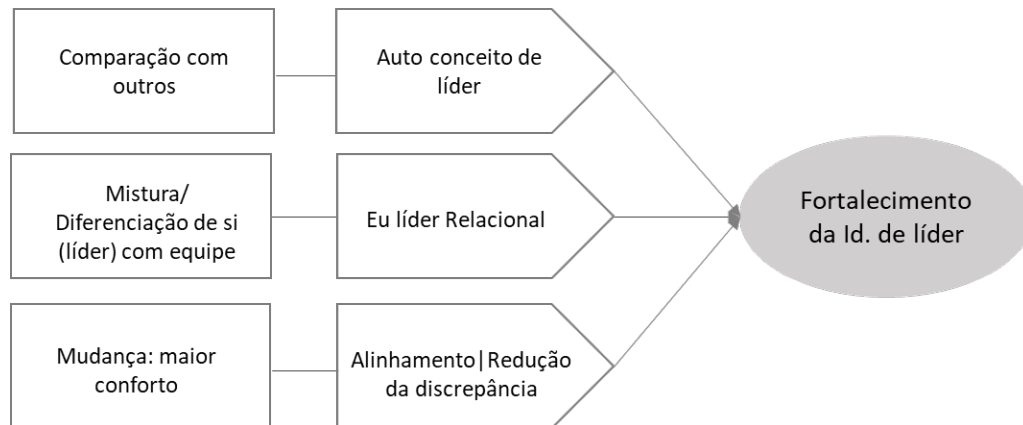 Comparação com
outros
Auto conceito de
líder
Mistura/
Diferenciação de si
(líder) com equipe
Eu líder Relacional
Fortalecimento
da Id. de líder
Mudança: maior
conforto
Alinhamento|Redução
da discrepância